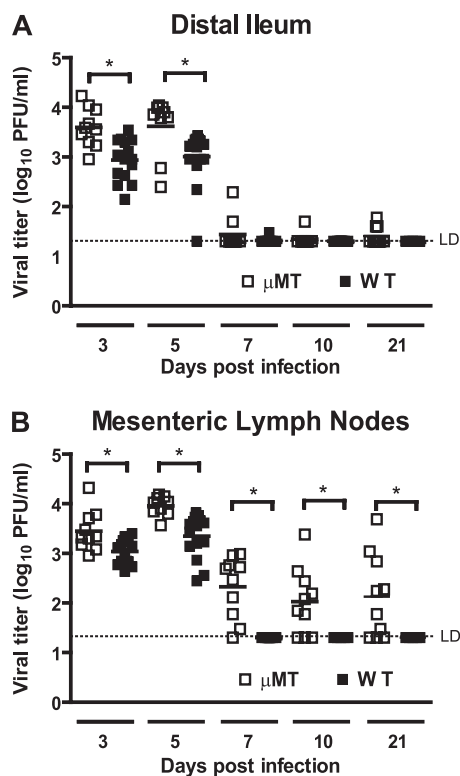 A Distal Ileum
Viral titer (log10 PFU/ml)
5
4
3
2
1
0
* *
LD
µMT WT
3 5 7 10 21
Days post infection
B Mesenteric Lymph Nodes
Viral titer (log10 PFU/ml)
5
4
3
2
1
0
* * * * *
LD
µMT WT
3 5 7 10 21
Days post infection